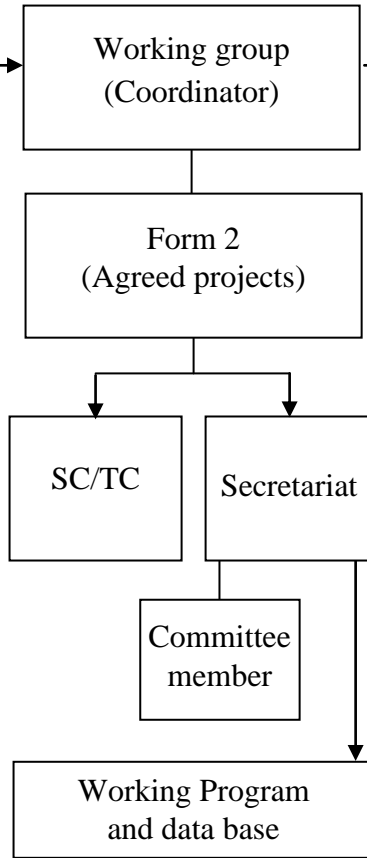 Working group
(Coordinator)
Form 2
(Agreed projects)
SC/TC
Secretariat
Committee
member
Working Program
and data base